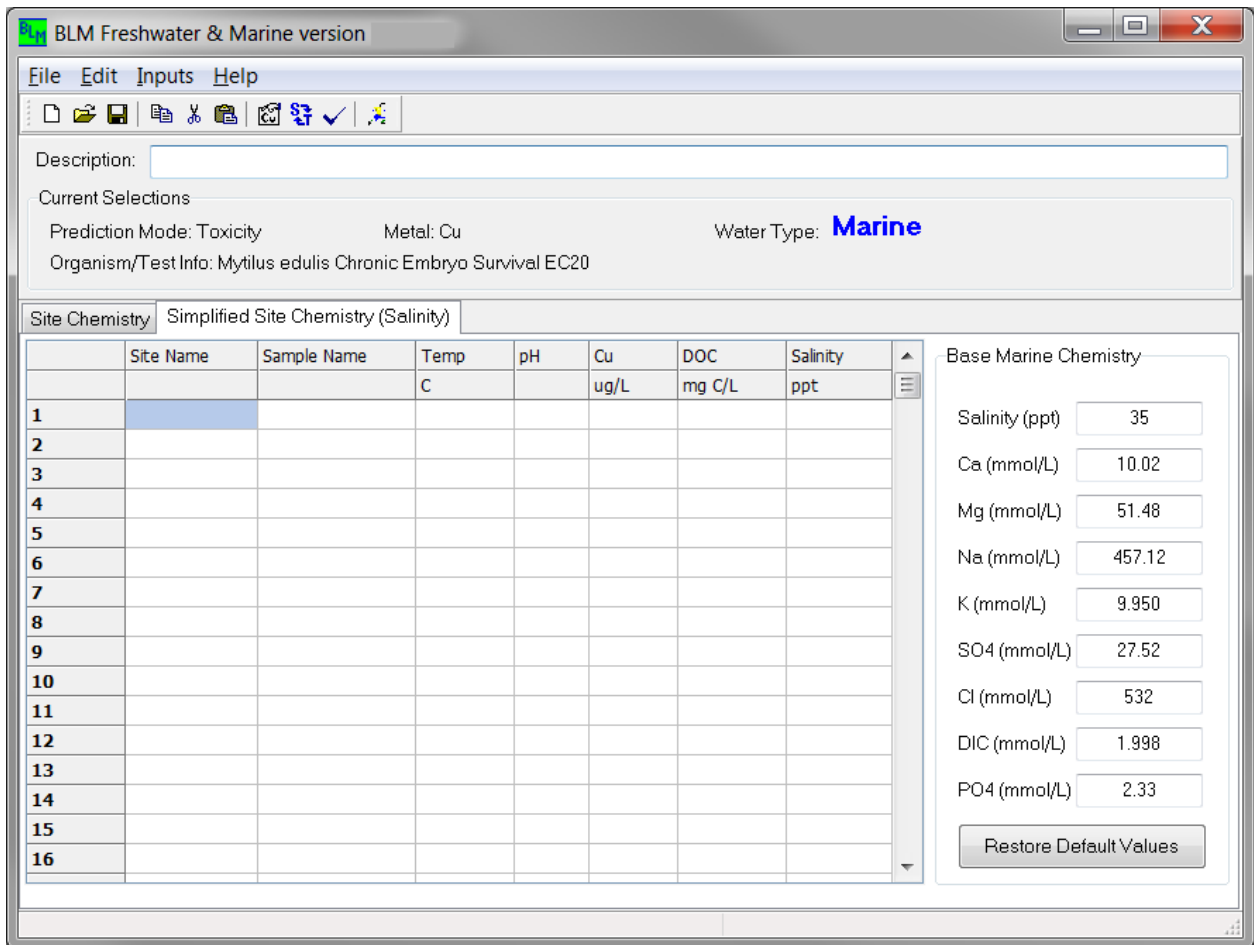 BLM BLM Freshwater & Marine version
File Edit Inputs Help
Cu
Description:
Current Selections
Prediction Mode: Toxicity Metal: Cu Water Type: Marine
Organism/Test Info: Mytilus edulis Chronic Embryo Survival EC20
Site Chemistry Simplified Site Chemistry (Salinity)
Site Name Sample Name Temp pH Cu DOC Salinity
C ug/L mg C/L ppt
1
2
3
4
5
6
7
8
9
10
11
12
13
14
15
16
Base Marine Chemistry
Salinity (ppt) 35
Ca (mmol/L) 10.02
Mg (mmol/L) 51.48
Na (mmol/L) 457.12
K (mmol/L) 9.950
SO4 (mmol/L) 27.52
Cl (mmol/L) 532
DIC (mmol/L) 1.998
PO4 (mmol/L) 2.33
Restore Default Values